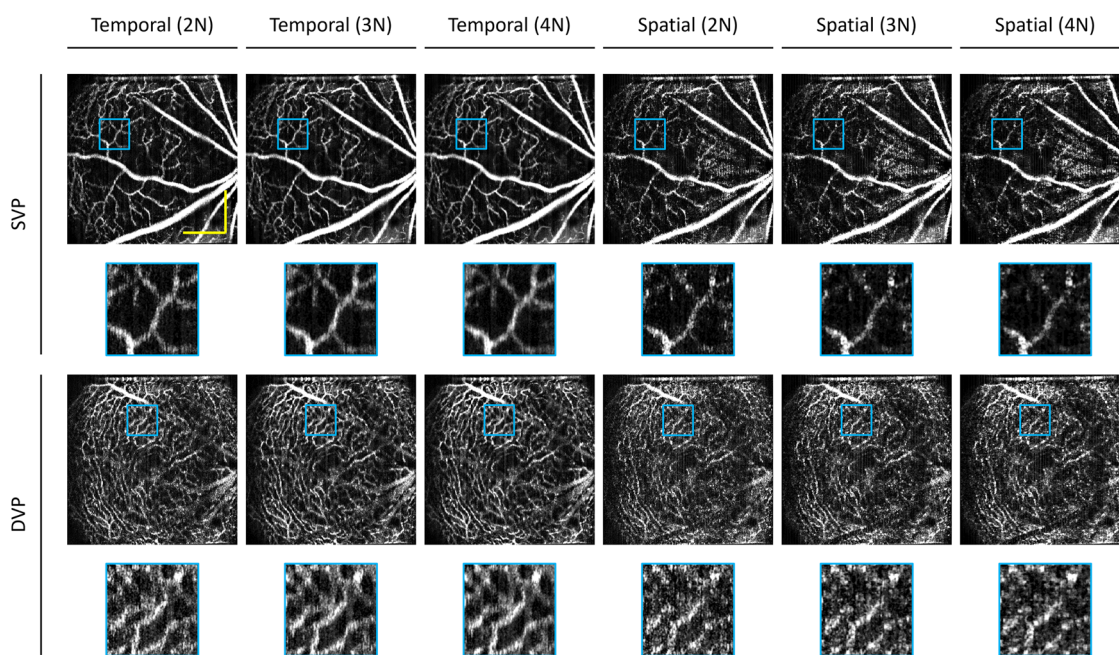 Temporal (2N) Temporal (3N) Temporal (4N) Spatial (2N) Spatial (3N) Spatial (4N)
SVP
DVP